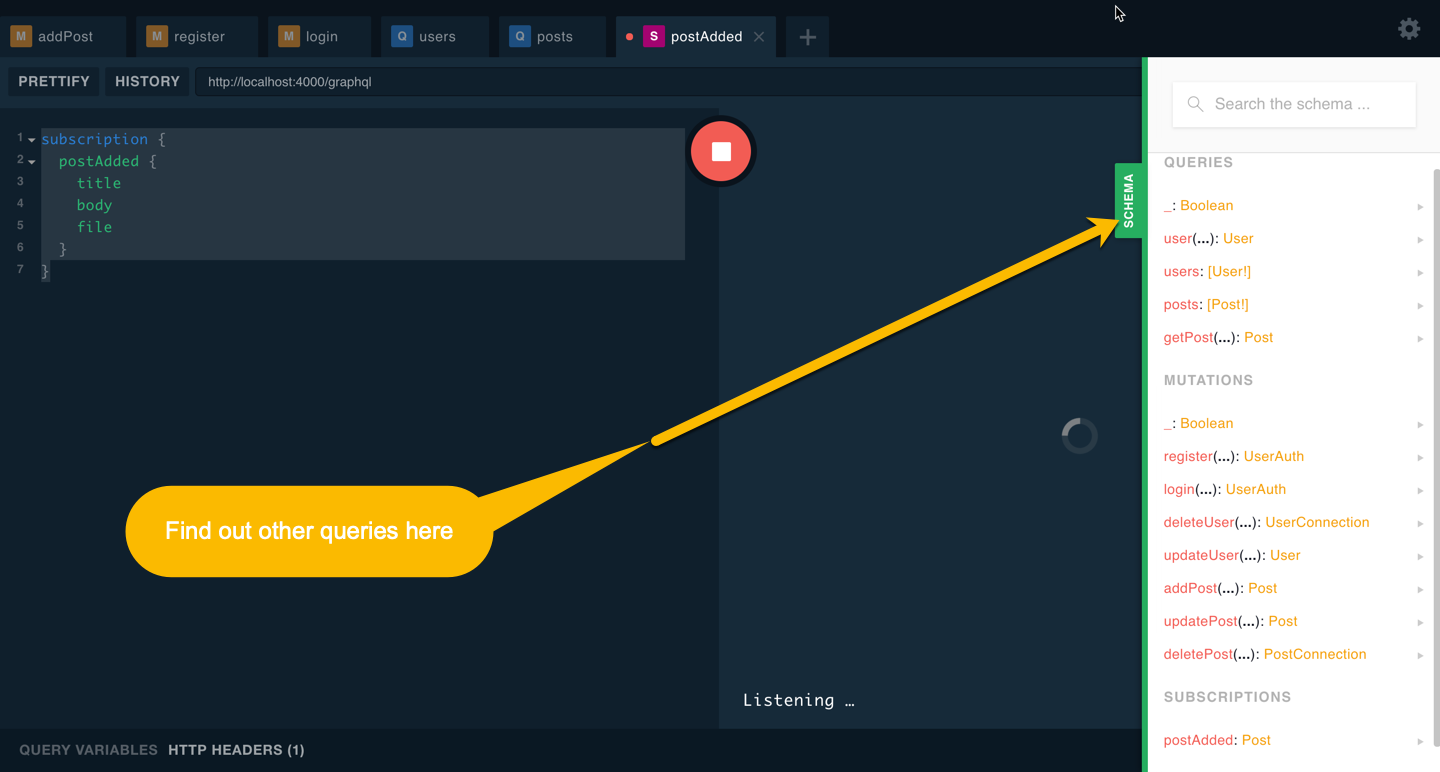 M addPost
M register
M login
Q users
Q posts
S postAdded
PRETTIFY
HISTORY
http://localhost:4000/graphql
1 subscription {
2 postAdded {
3 title
4 body
5 file
6 }
7 }
Find out other queries here
Listening …
QUERY VARIABLES HTTP HEADERS (1)
SCHEMA
Search the schema ...
QUERIES
_: Boolean
user(...): User
users: [User!]
posts: [Post!]
getPost(...): Post
MUTATIONS
_: Boolean
register(...): UserAuth
login(...): UserAuth
deleteUser(...): UserConnection
updateUser(...): User
addPost(...): Post
updatePost(...): Post
deletePost(...): PostConnection
SUBSCRIPTIONS
postAdded: Post